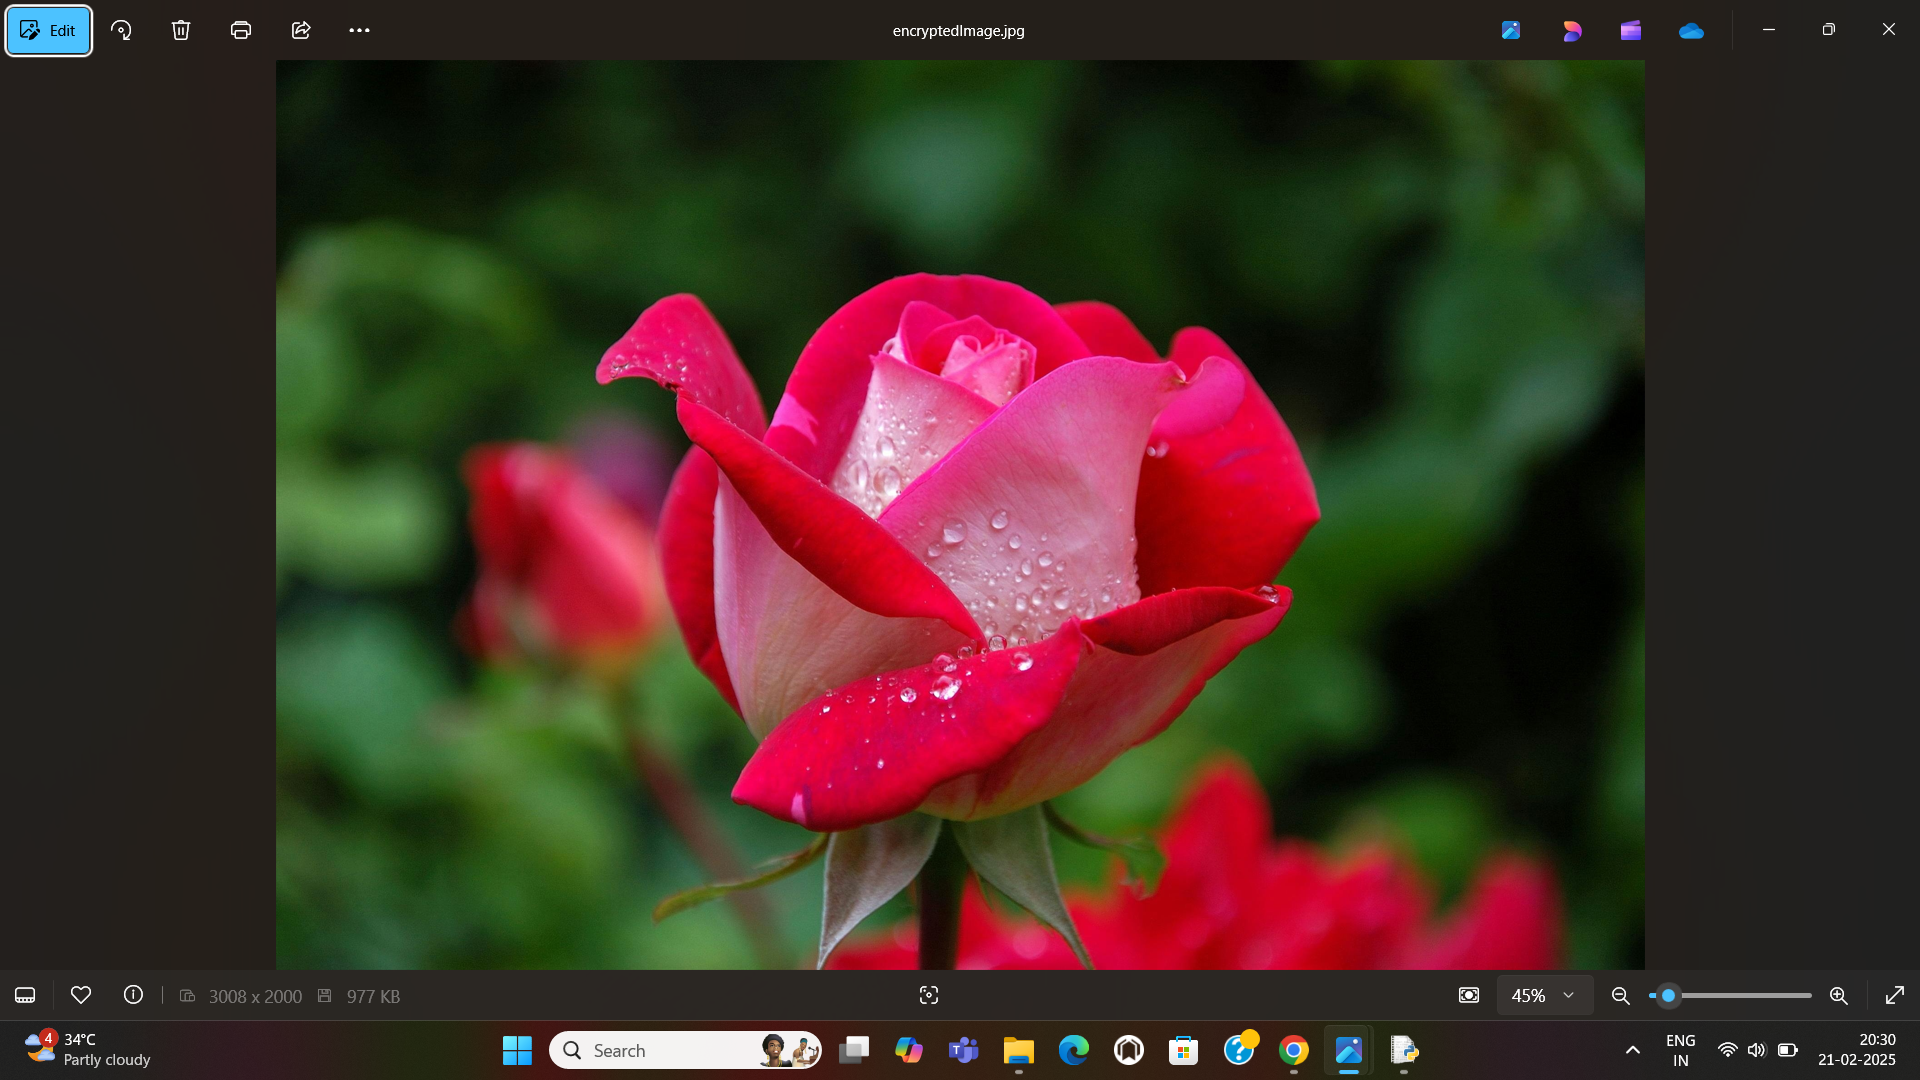 Edit
encryptedImage.jpg
3008 x 2000
977 KB
45%
4
34°C
Partly cloudy
Search
ENG
IN
20:30
21-02-2025